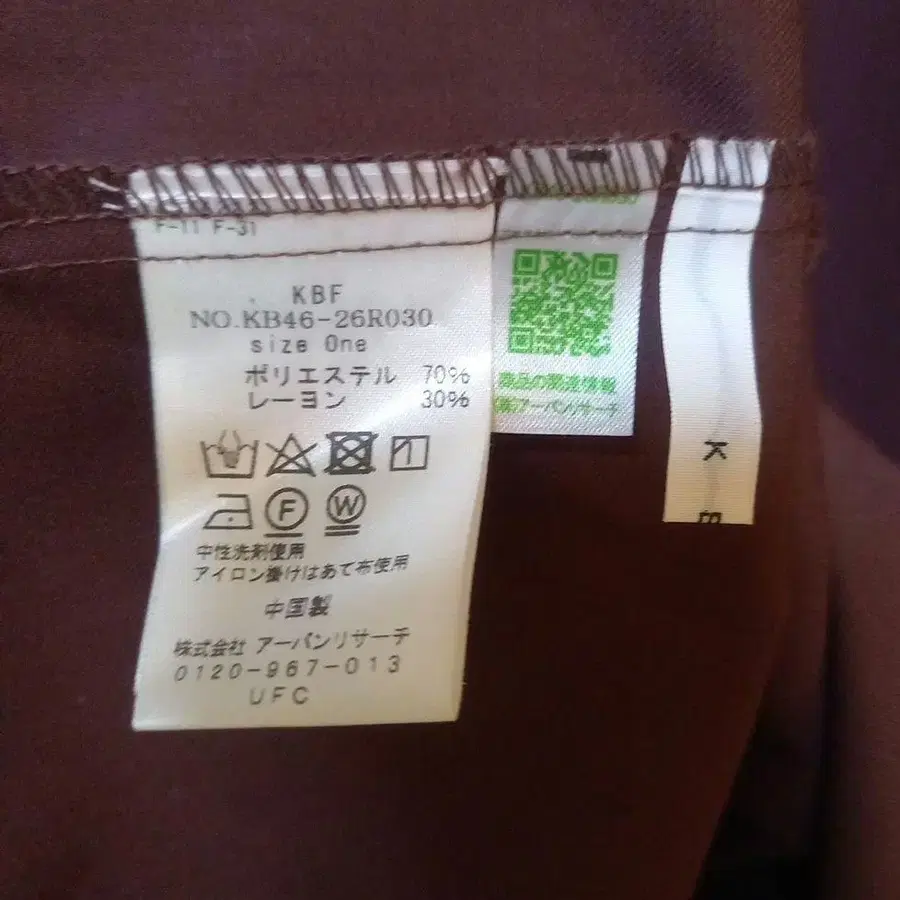 F-11 F-31
KBF
NO.KB46-26R030
size One
ポリエステル 70%
レーヨン 30%
F
W
中性洗剤使用
アイロン掛けはあて布使用
中国製
株式会社 アーバンリサーチ
0120-967-013
UFC
商品の関連情報
㈱アーバンリサーチ
K